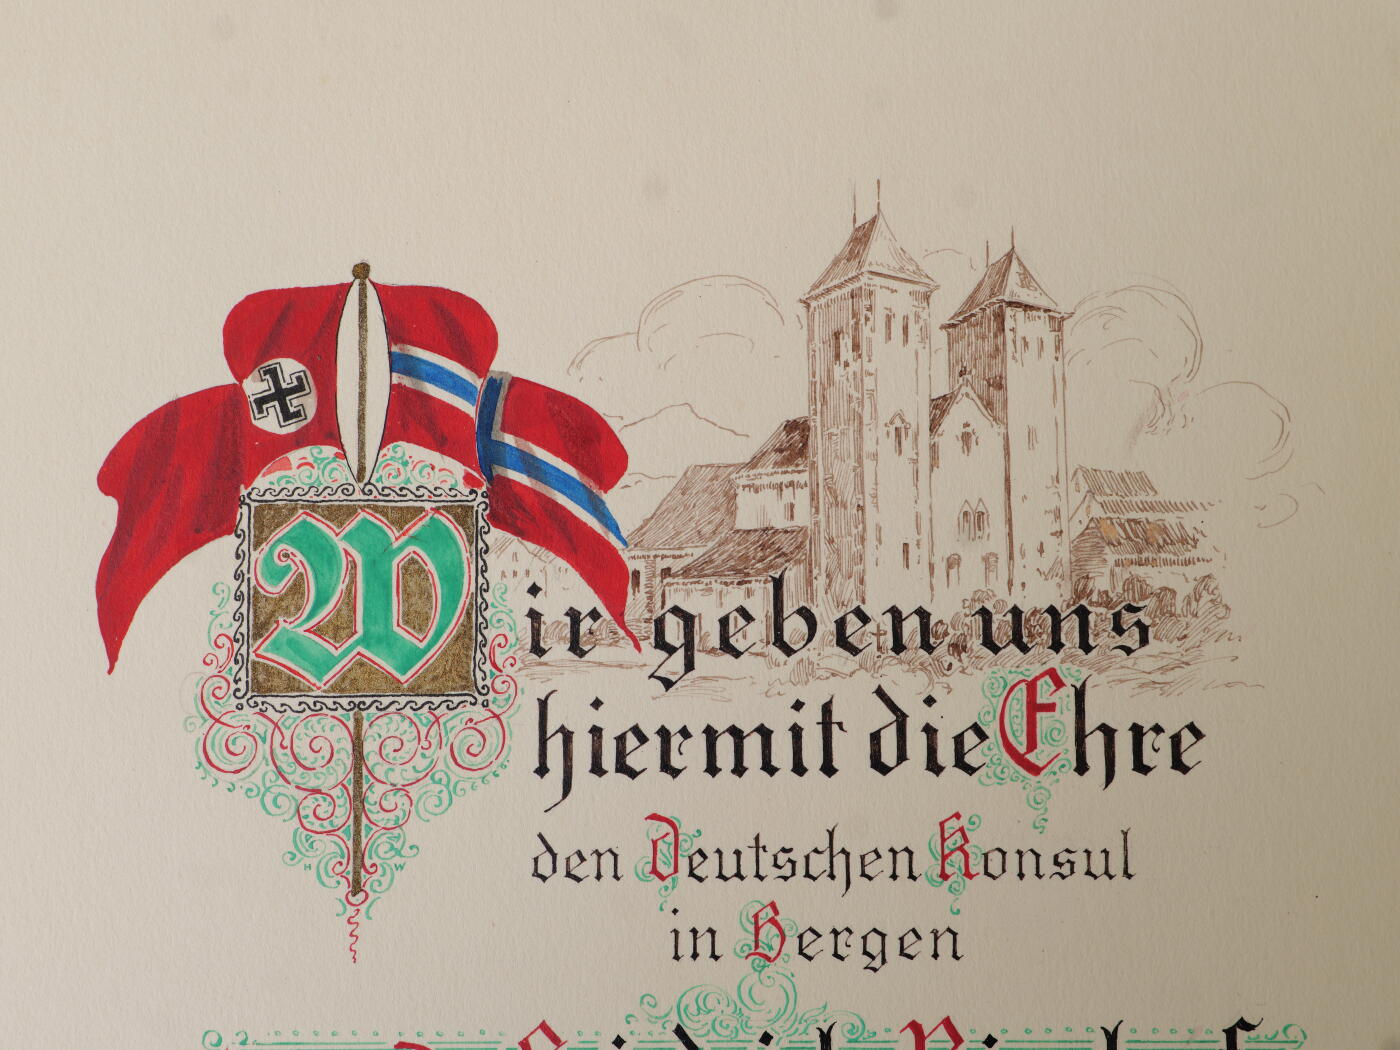 Wir geben uns
hiermit die Ehre
den Deutschen Konsul
in Bergen
H W